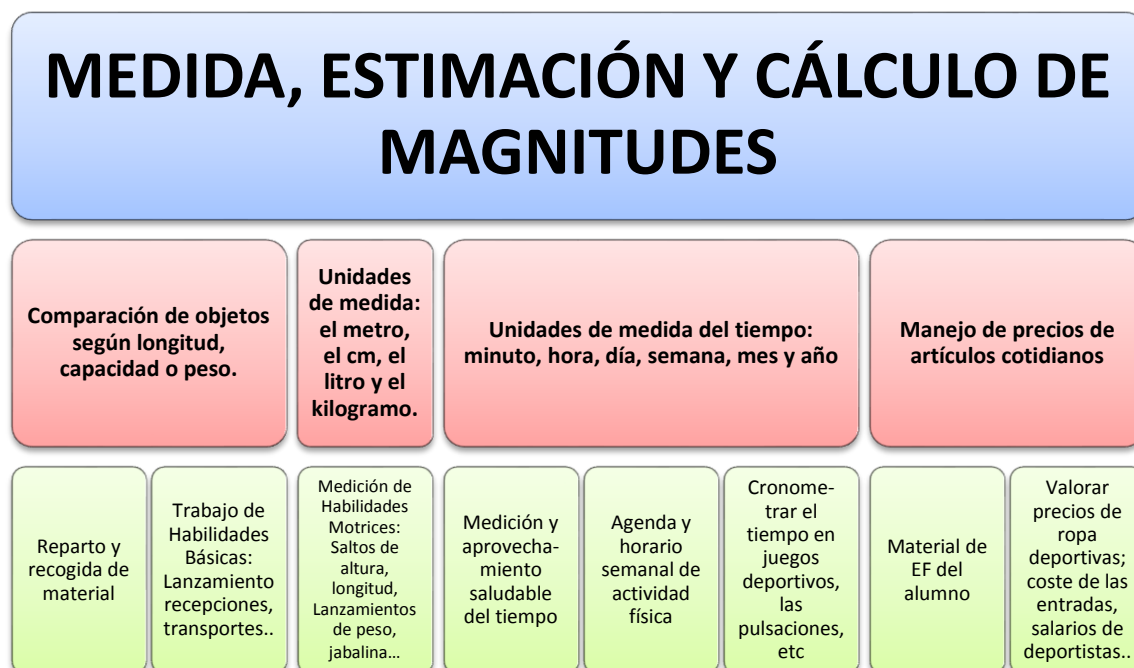 MEDIDA, ESTIMACIÓN Y CÁLCULO DE
MAGNITUDES
Comparación de objetos
según longitud,
capacidad o peso.
Unidades
de medida:
el metro,
el cm, el
litro y el
kilogramo.
Unidades de medida del tiempo:
minuto, hora, día, semana, mes y año
Manejo de precios de
artículos cotidianos
Reparto y
recogida de
material
Trabajo de
Habilidades
Básicas:
Lanzamiento
recepciones,
transportes..
Medición de
Habilidades
Motrices:
Saltos de
altura,
longitud,
Lanzamientos
de peso,
jabalina...
Medición y
aprovecha-
miento
saludable
del tiempo
Agenda y
horario
semanal de
actividad
física
Cronome-
trar el
tiempo en
juegos
deportivos,
las
pulsaciones,
etc
Material de
EF del
alumno
Valorar
precios de
ropa
deportivas;
coste de las
entradas,
salarios de
deportistas..